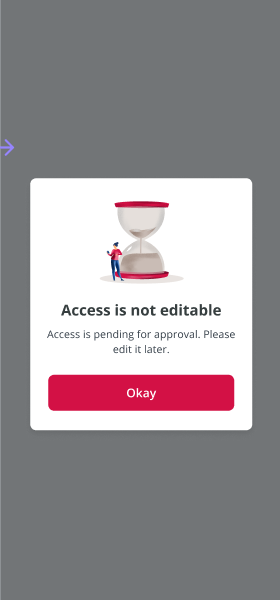 Access is not editable
Access is pending for approval. Please
edit it later.
Okay